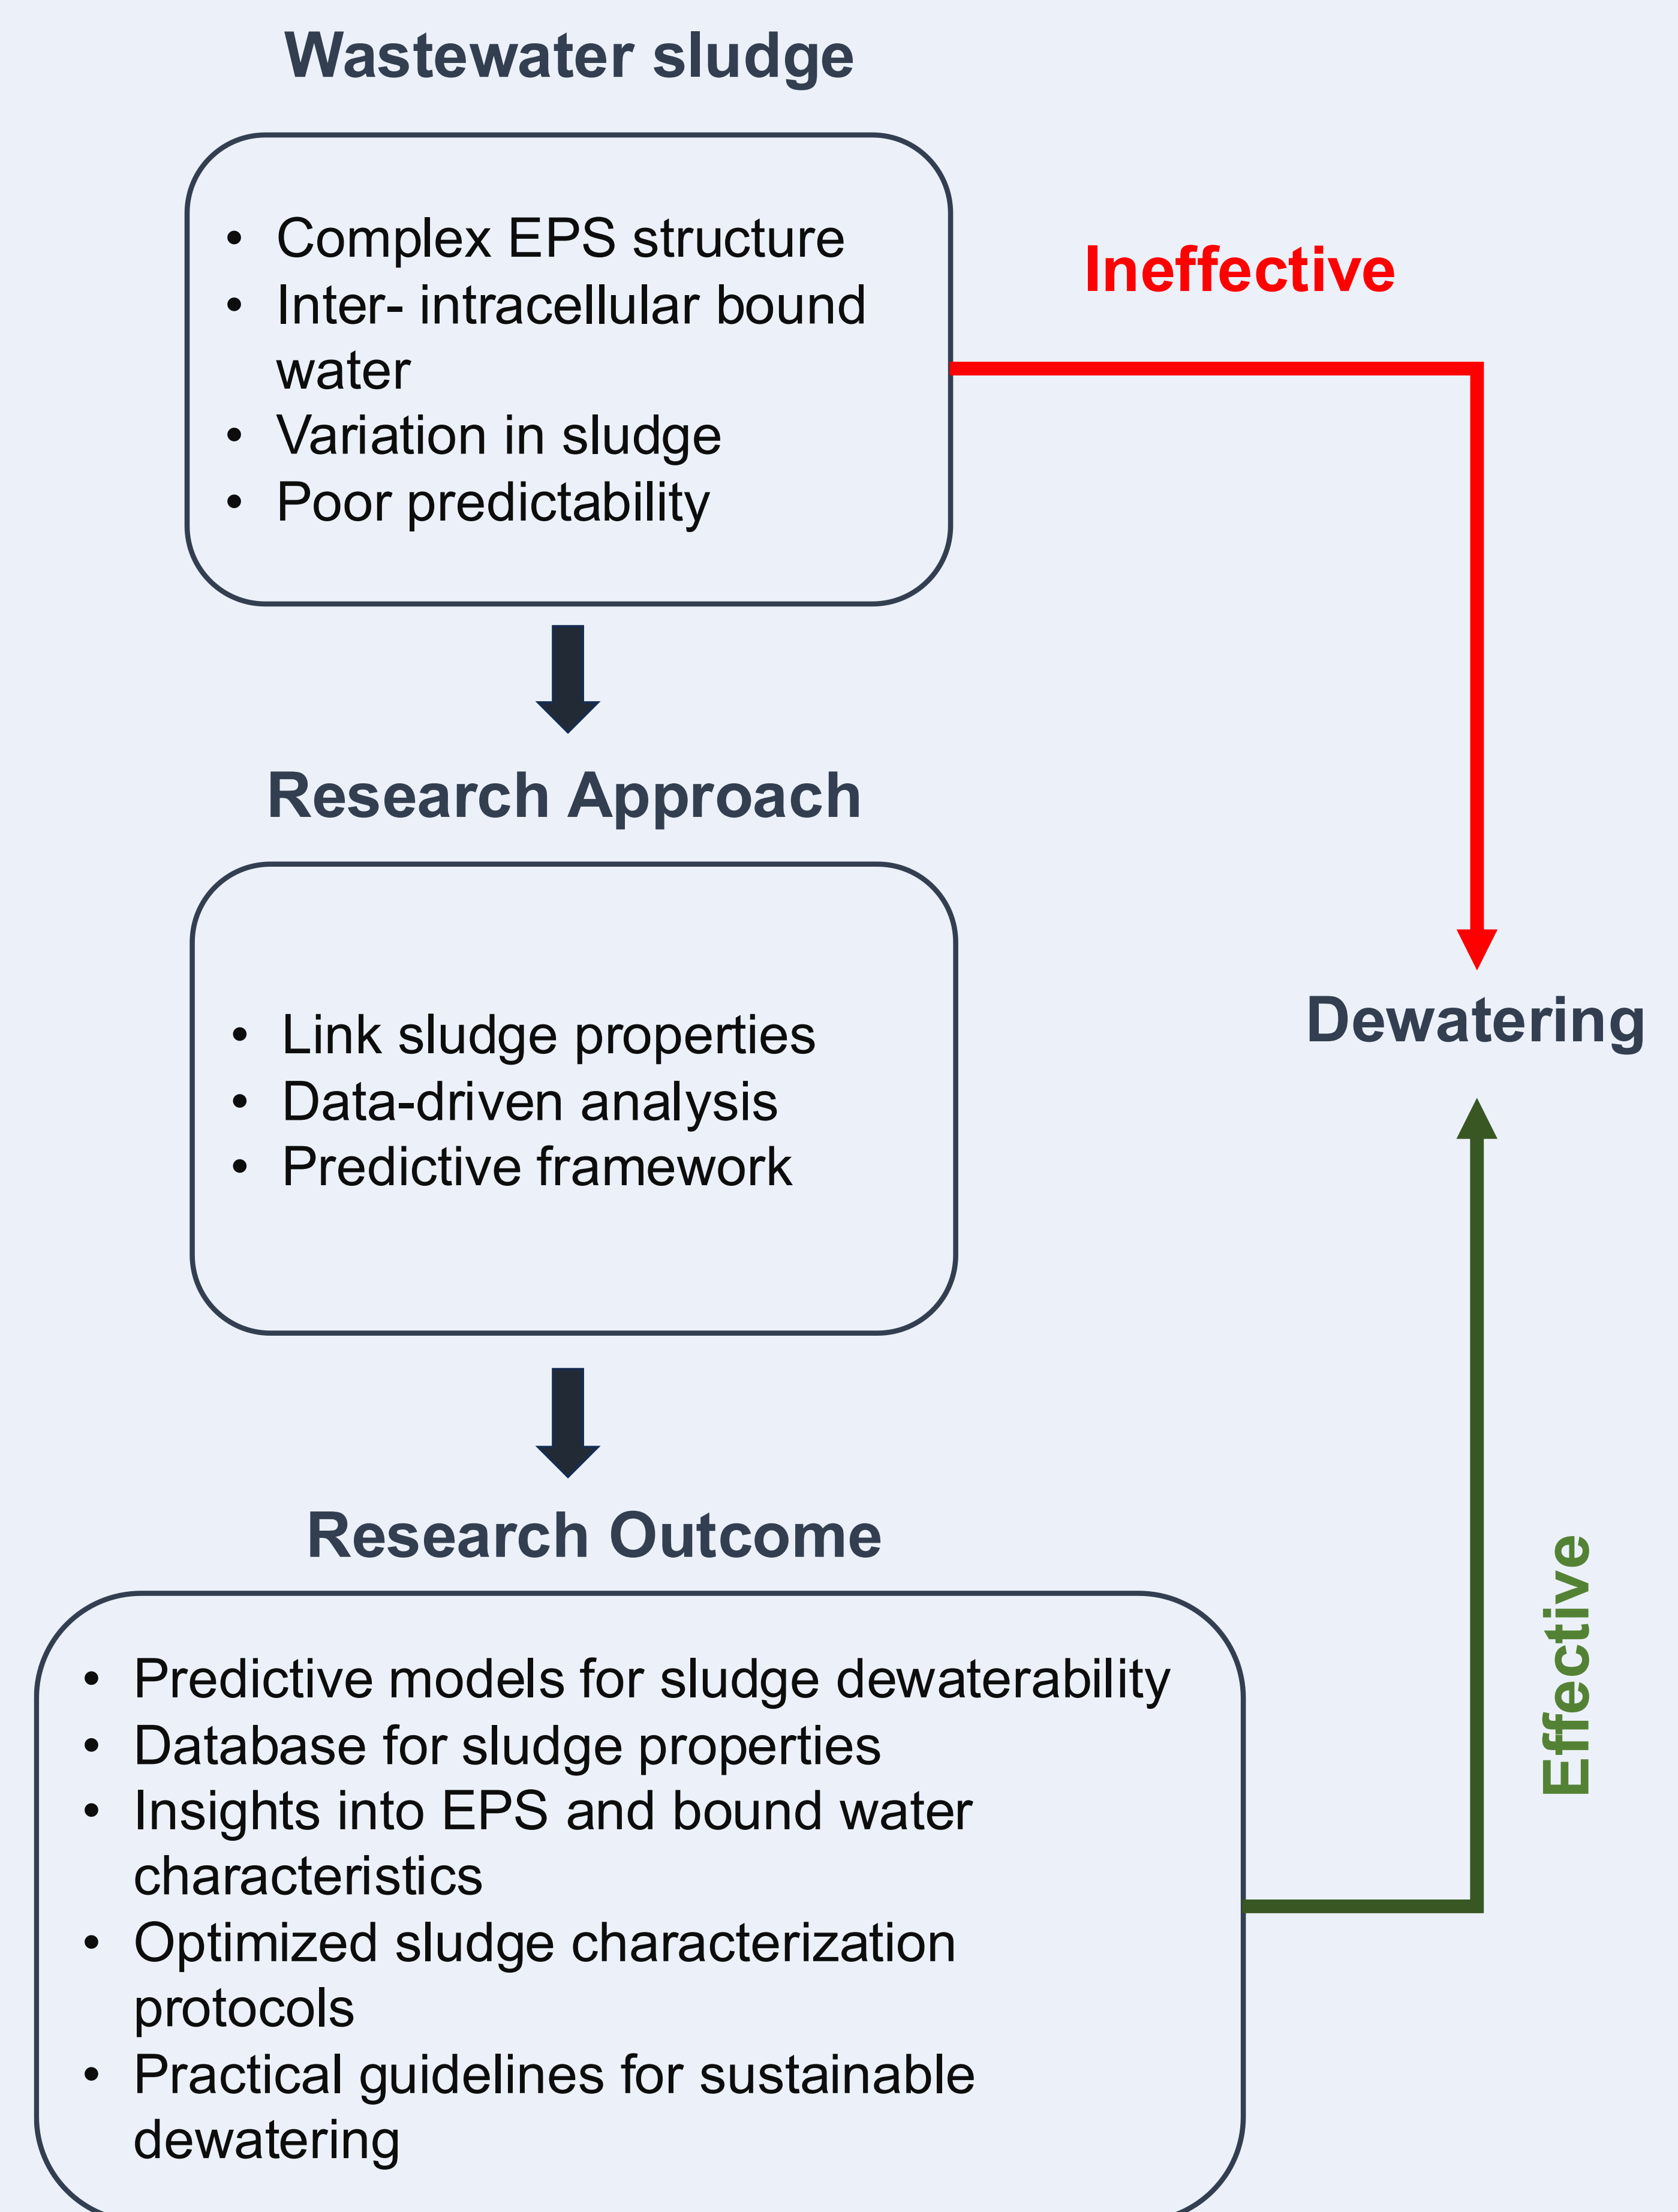 Wastewater sludge
• Complex EPS structure
• Inter- intracellular bound
water
• Variation in sludge
• Poor predictability
Ineffective
Research Approach
• Link sludge properties
• Data-driven analysis
• Predictive framework
Dewatering
Research Outcome
• Predictive models for sludge dewaterability
• Database for sludge properties
• Insights into EPS and bound water
characteristics
• Optimized sludge characterization
protocols
• Practical guidelines for sustainable
dewatering
Effective